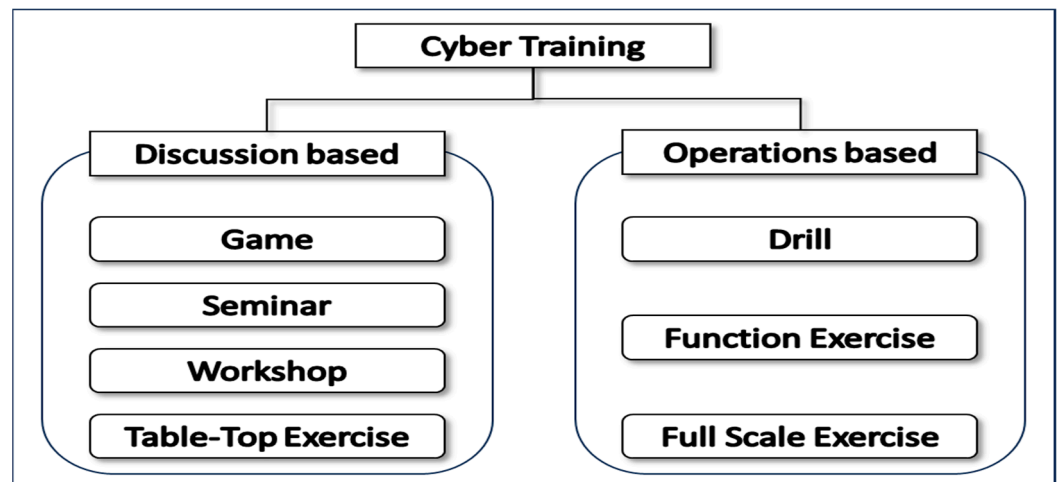 Cyber Training
Discussion based
Game
Seminar
Workshop
Table-Top Exercise
Operations based
Drill
Function Exercise
Full Scale Exercise